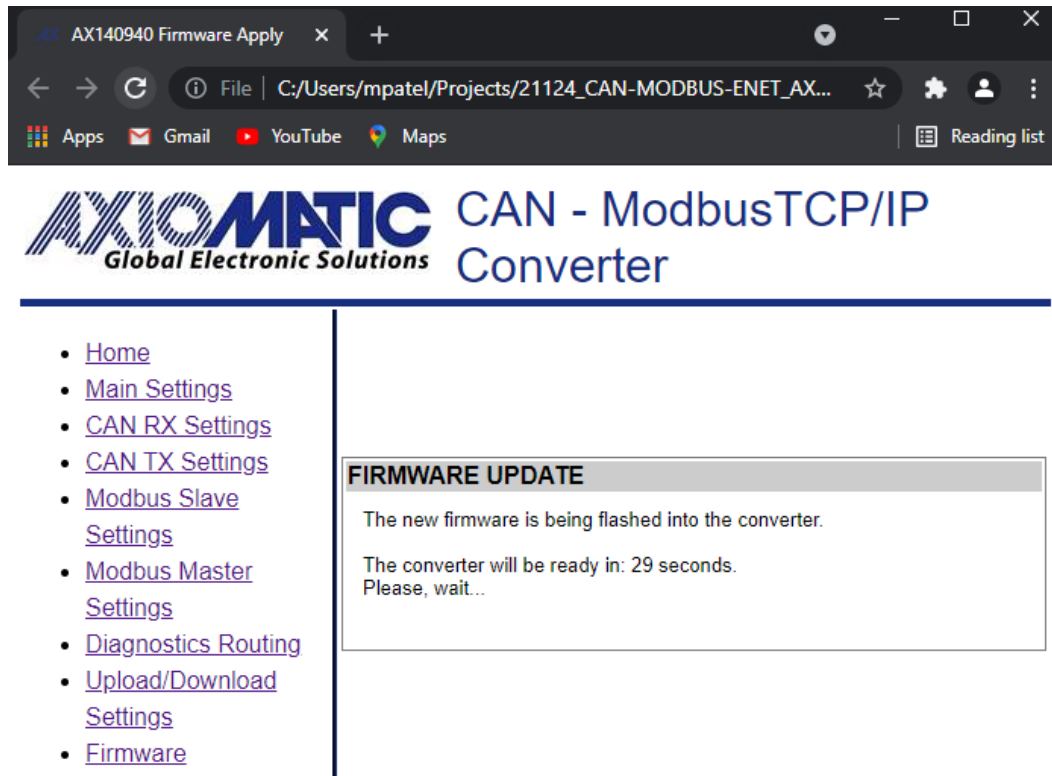 AX140940 Firmware Apply
File | C:/Users/mpatel/Projects/21124_CAN-MODBUS-ENET_AX...
Apps Gmail YouTube Maps Reading list
AXIOMATIC
Global Electronic Solutions
CAN - ModbusTCP/IP
Converter
• Home
• Main Settings
• CAN RX Settings
• CAN TX Settings
• Modbus Slave
Settings
• Modbus Master
Settings
• Diagnostics Routing
• Upload/Download
Settings
• Firmware
FIRMWARE UPDATE
The new firmware is being flashed into the converter.
The converter will be ready in: 29 seconds.
Please, wait...